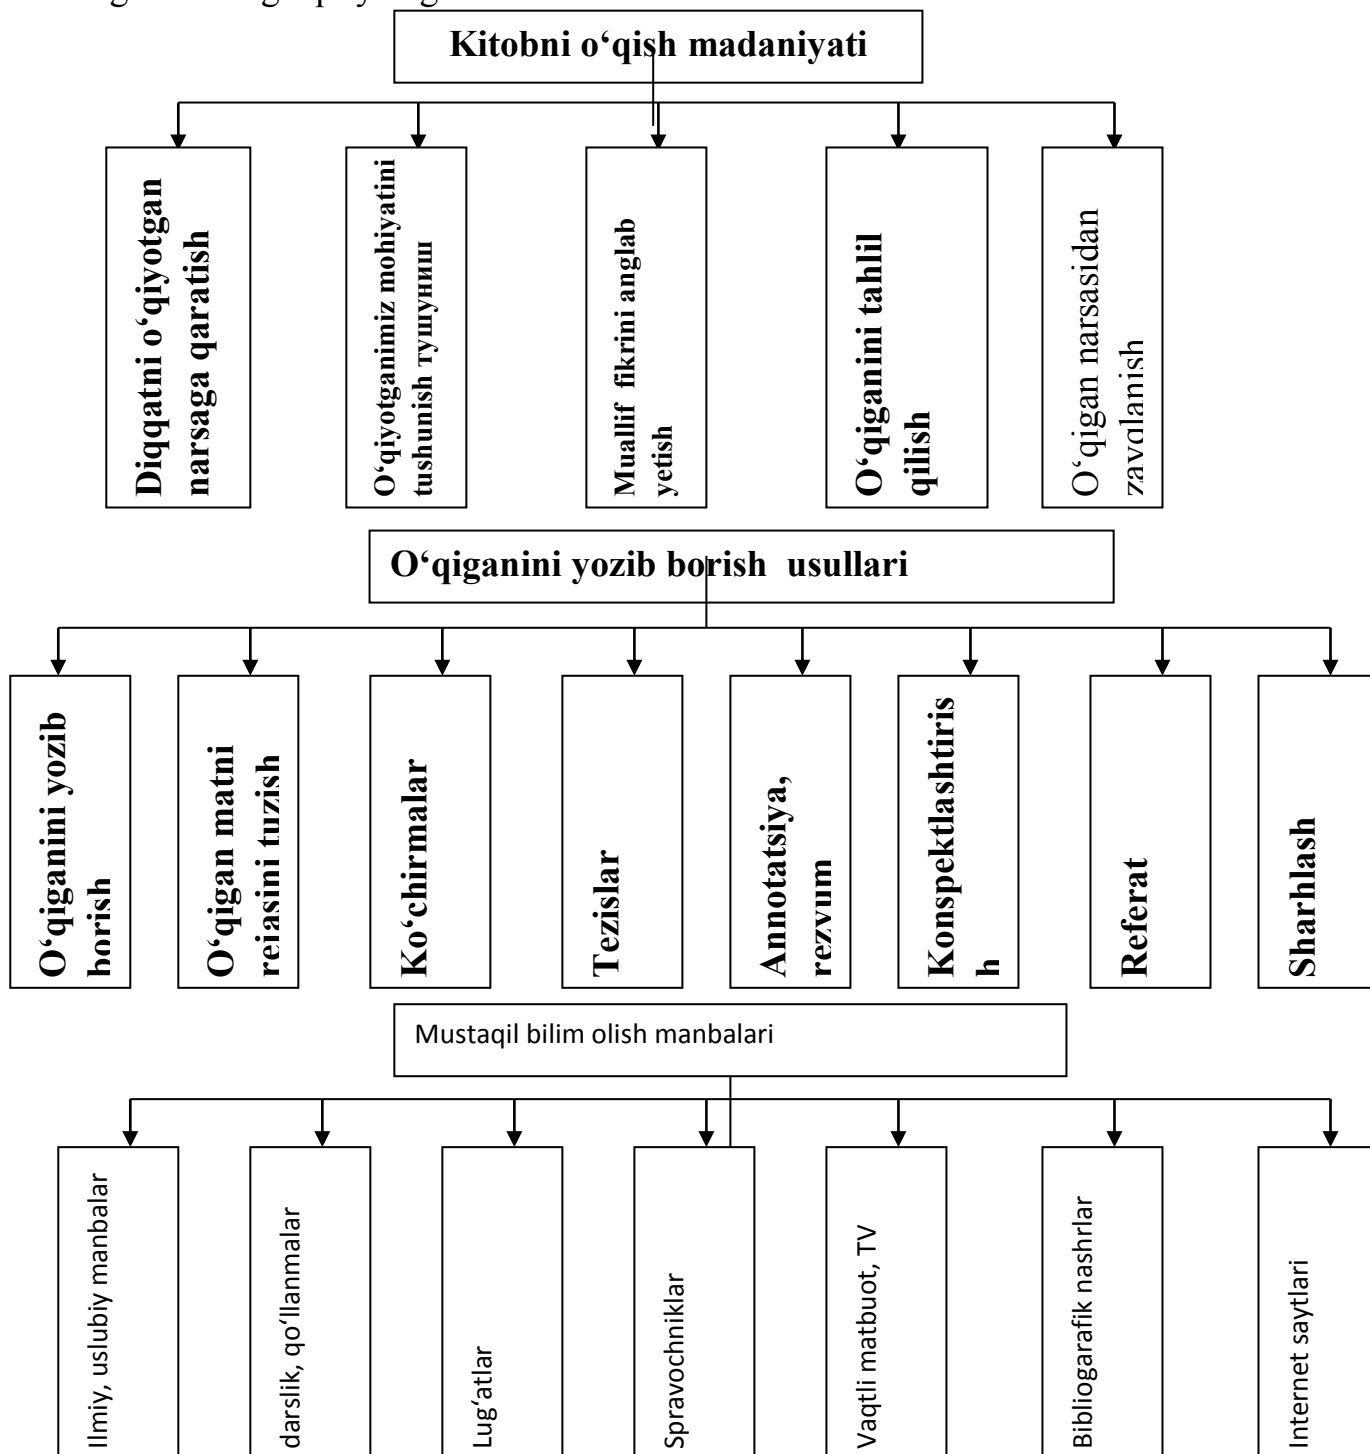 Kitobni o‘qish madaniyati
Diqqatni o‘qiyotgan
narsaga qaratish
O‘qiyotganimiz mohiyatini
tushunish тушуниш
Muallif fikrini anglab
yetish
O‘qiganini tahlil
qilish
O‘qigan narsasidan
zavqlanish
O‘qiganini yozib borish usullari
O‘qiganini yozib
borish
O‘qigan matni
rejasini tuzish
Ko‘chirmalar
Tezislar
Annotatsiya,
rezyum
Konspektlashtiris
h
Referat
Sharhlash
Mustaqil bilim olish manbalari
Ilmiy, uslubiy manbalar
darslik, qo‘llanmalar
Lug‘atlar
Spravochniklar
Vaqtli matbuot, TV
Bibliogarafik nashrlar
Internet saytlari